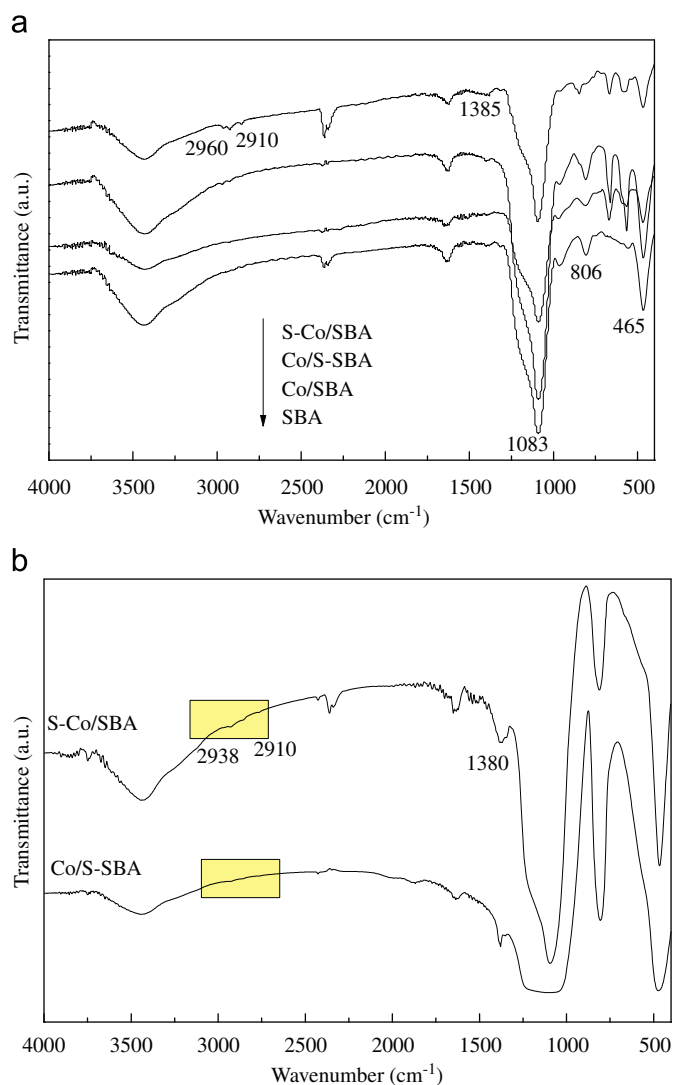 a
1385
2960 2910
806
465
S-Co/SBA
Co/S-SBA
Co/SBA
SBA
1083
Transmittance (a.u.)
4000 3500 3000 2500 2000 1500 1000 500
Wavenumber (cm-1)
b
S-Co/SBA
2938 2910
1380
Co/S-SBA
Transmittance (a.u.)
4000 3500 3000 2500 2000 1500 1000 500
Wavenumber (cm-1)